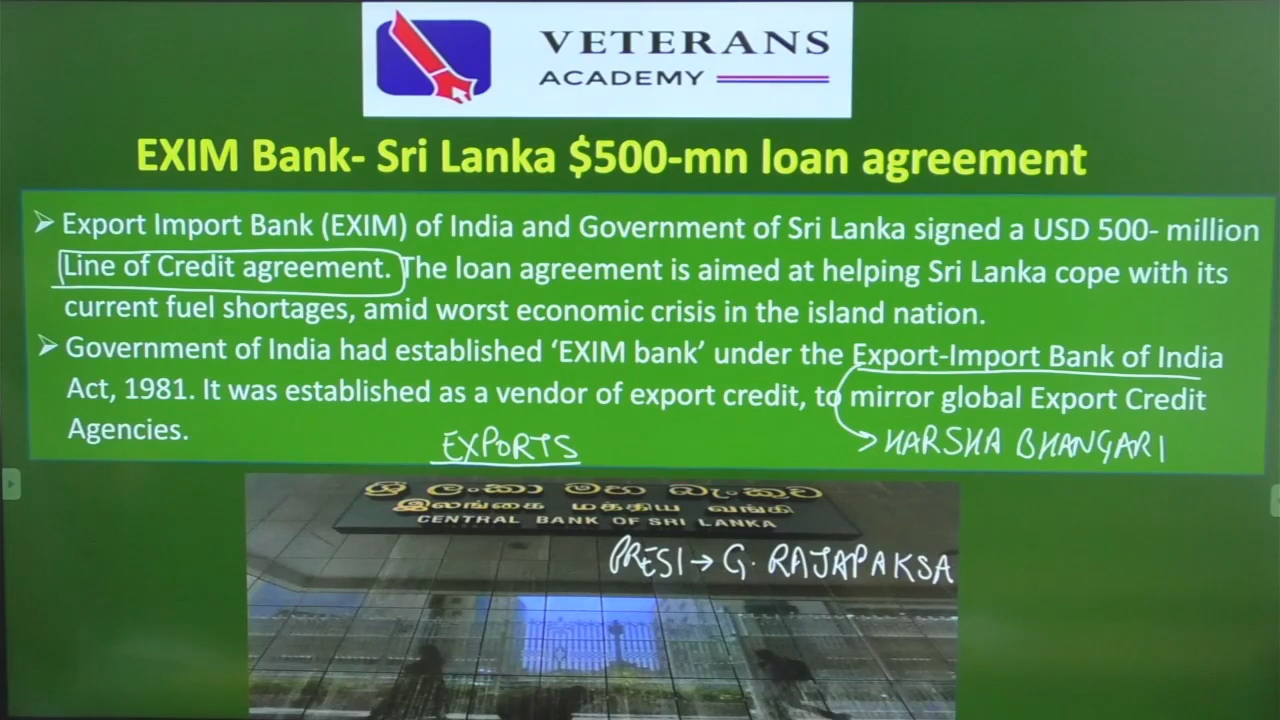 VETERANS
ACADEMY
EXIM Bank- Sri Lanka $500-mn loan agreement
➤ Export Import Bank (EXIM) of India and Government of Sri Lanka signed a USD 500- million
Line of Credit agreement. The loan agreement is aimed at helping Sri Lanka cope with its
current fuel shortages, amid worst economic crisis in the island nation.
➤ Government of India had established ‘EXIM bank’ under the Export-Import Bank of India
Act, 1981. It was established as a vendor of export credit, to mirror global Export Credit
Agencies.
EXPORTS
HARSHA BHANGARI
ශ්‍රී ලංකා මහ බැංකුව
இலங்கை மத்திய வங்கி
CENTRAL BANK OF SRI LANKA
PRESI→ G. RAJAPAKSA